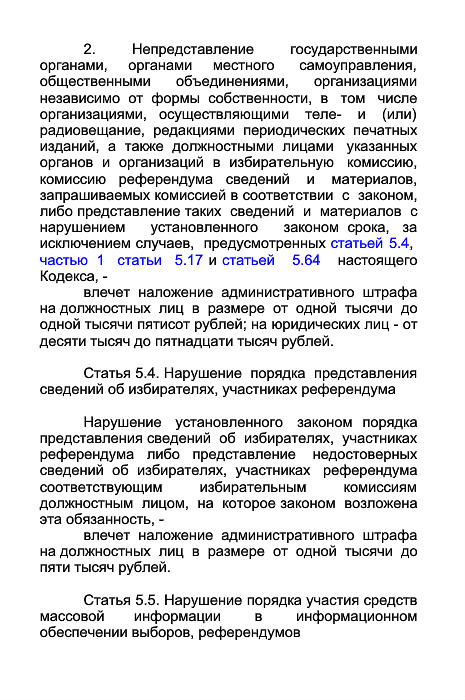 2. Непредставление государственными
органами, органами местного самоуправления,
общественными объединениями, организациями
независимо от формы собственности, в том числе
организациями, осуществляющими теле- и (или)
радиовещание, редакциями периодических печатных
изданий, а также должностными лицами указанных
органов и организаций в избирательную комиссию,
комиссию референдума сведений и материалов,
запрашиваемых комиссией в соответствии с законом,
либо представление таких сведений и материалов с
нарушением установленного законом срока, за
исключением случаев, предусмотренных статьей 5.4,
частью 1 статьи 5.17 и статьей 5.64 настоящего
Кодекса, -
влечет наложение административного штрафа
на должностных лиц в размере от одной тысячи до
одной тысячи пятисот рублей; на юридических лиц - от
десяти тысяч до пятнадцати тысяч рублей.
Статья 5.4. Нарушение порядка представления
сведений об избирателях, участниках референдума
Нарушение установленного законом порядка
представления сведений об избирателях, участниках
референдума либо представление недостоверных
сведений об избирателях, участниках референдума
соответствующим избирательным комиссиям
должностным лицом, на которое законом возложена
эта обязанность, -
влечет наложение административного штрафа
на должностных лиц в размере от одной тысячи до
пяти тысяч рублей.
Статья 5.5. Нарушение порядка участия средств
массовой информации в информационном
обеспечении выборов, референдумов